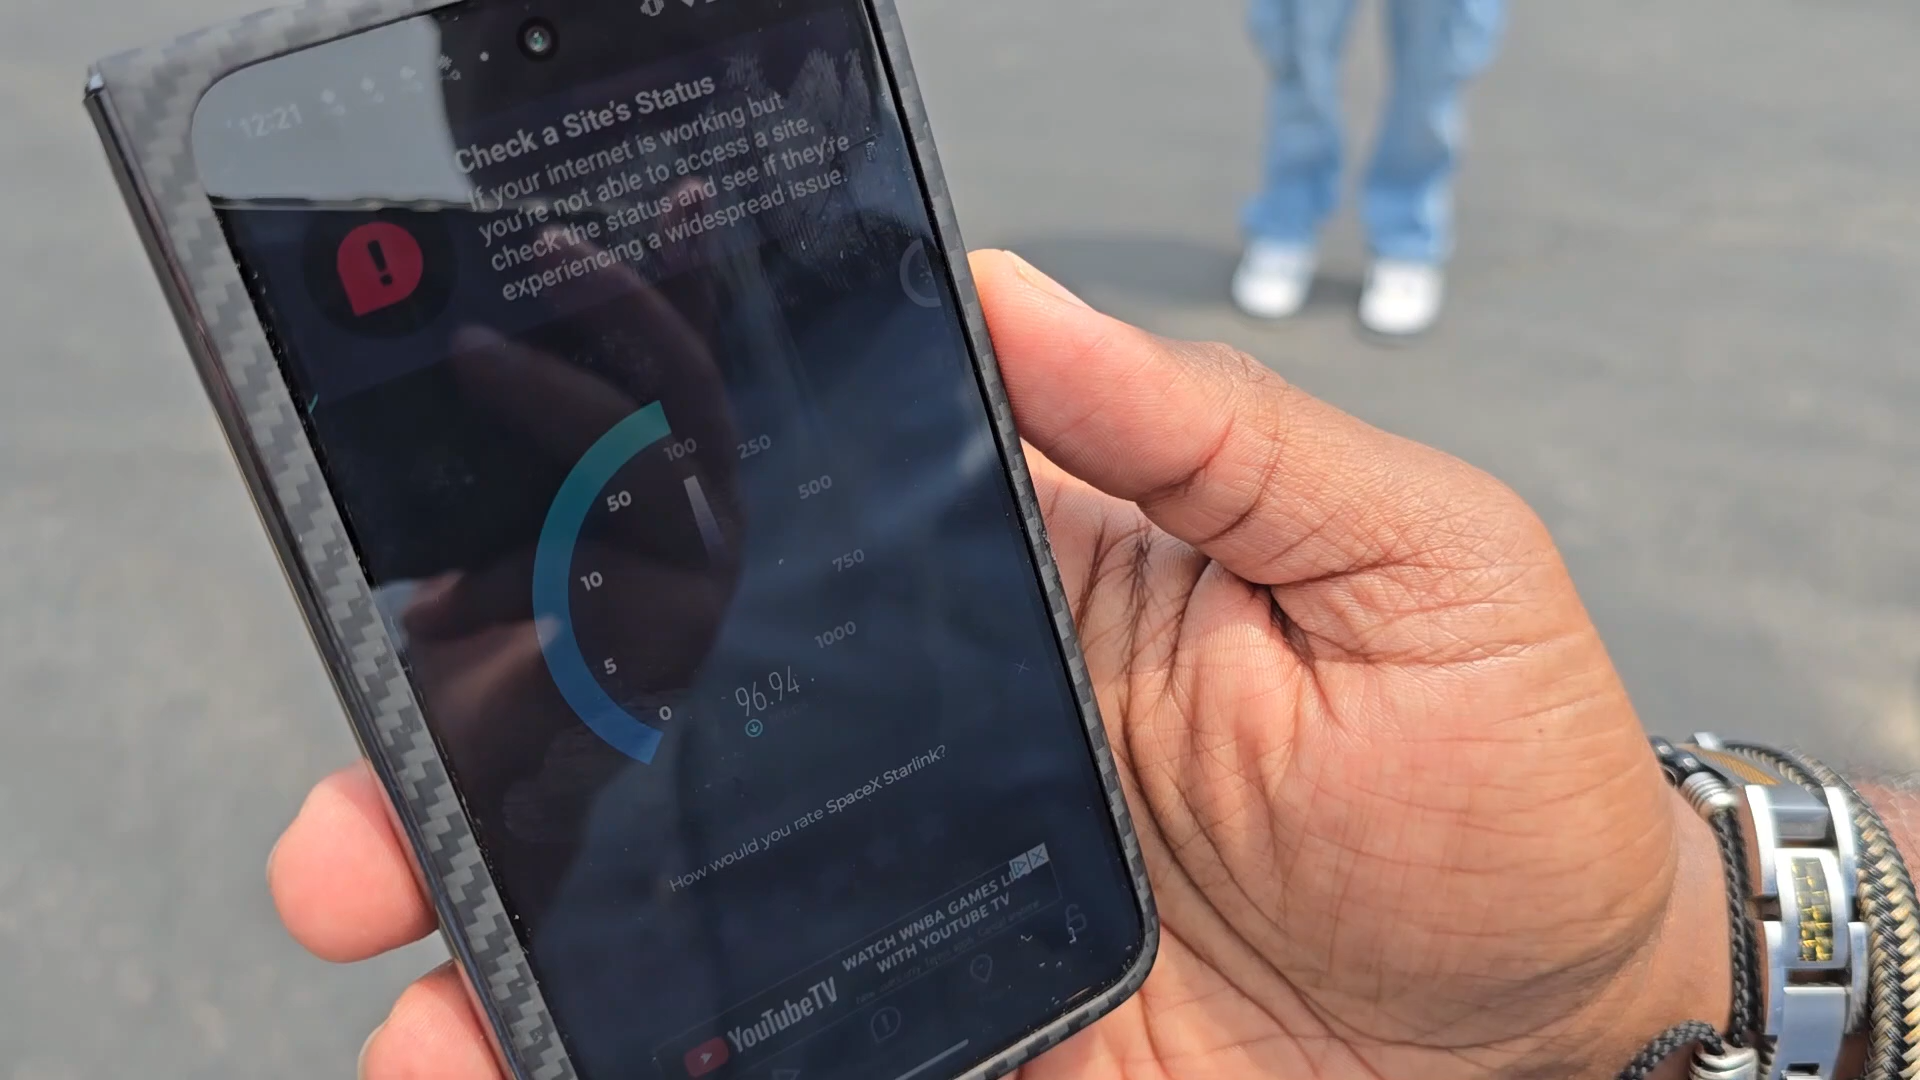 12:21
Check a Site's Status
If your internet is working but
you're not able to access a site,
check the status and see if they're
experiencing a widespread issue.
100
250
50
500
10
750
5
1000
0
96.94
How would you rate SpaceX Starlink?
WATCH WNBA GAMES
WITH YOUTUBE TV
YouTubeTV